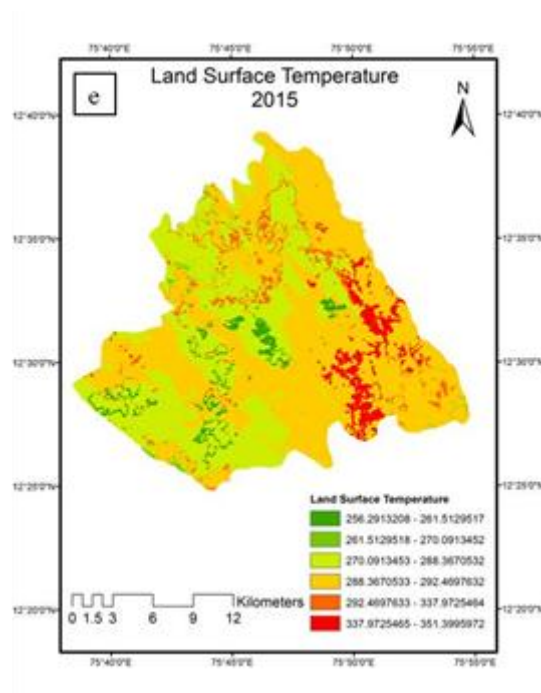 75°40'0"E 75°45'0"E 75°50'0"E 75°55'0"E
e
Land Surface Temperature
2015
N
12°40'0"N 12°40'0"N
12°35'0"N 12°35'0"N
12°30'0"N 12°30'0"N
12°25'0"N 12°25'0"N
Land Surface Temperature
256.2913208 - 261.5129517
261.5129518 - 270.0913452
270.0913453 - 288.3670532
288.3670533 - 292.4697632
292.4697633 - 337.9725464
337.9725465 - 351.3995972
12°20'0"N 12°20'0"N
Kilometers
0 1.5 3 6 9 12
75°40'0"E 75°45'0"E 75°50'0"E 75°55'0"E